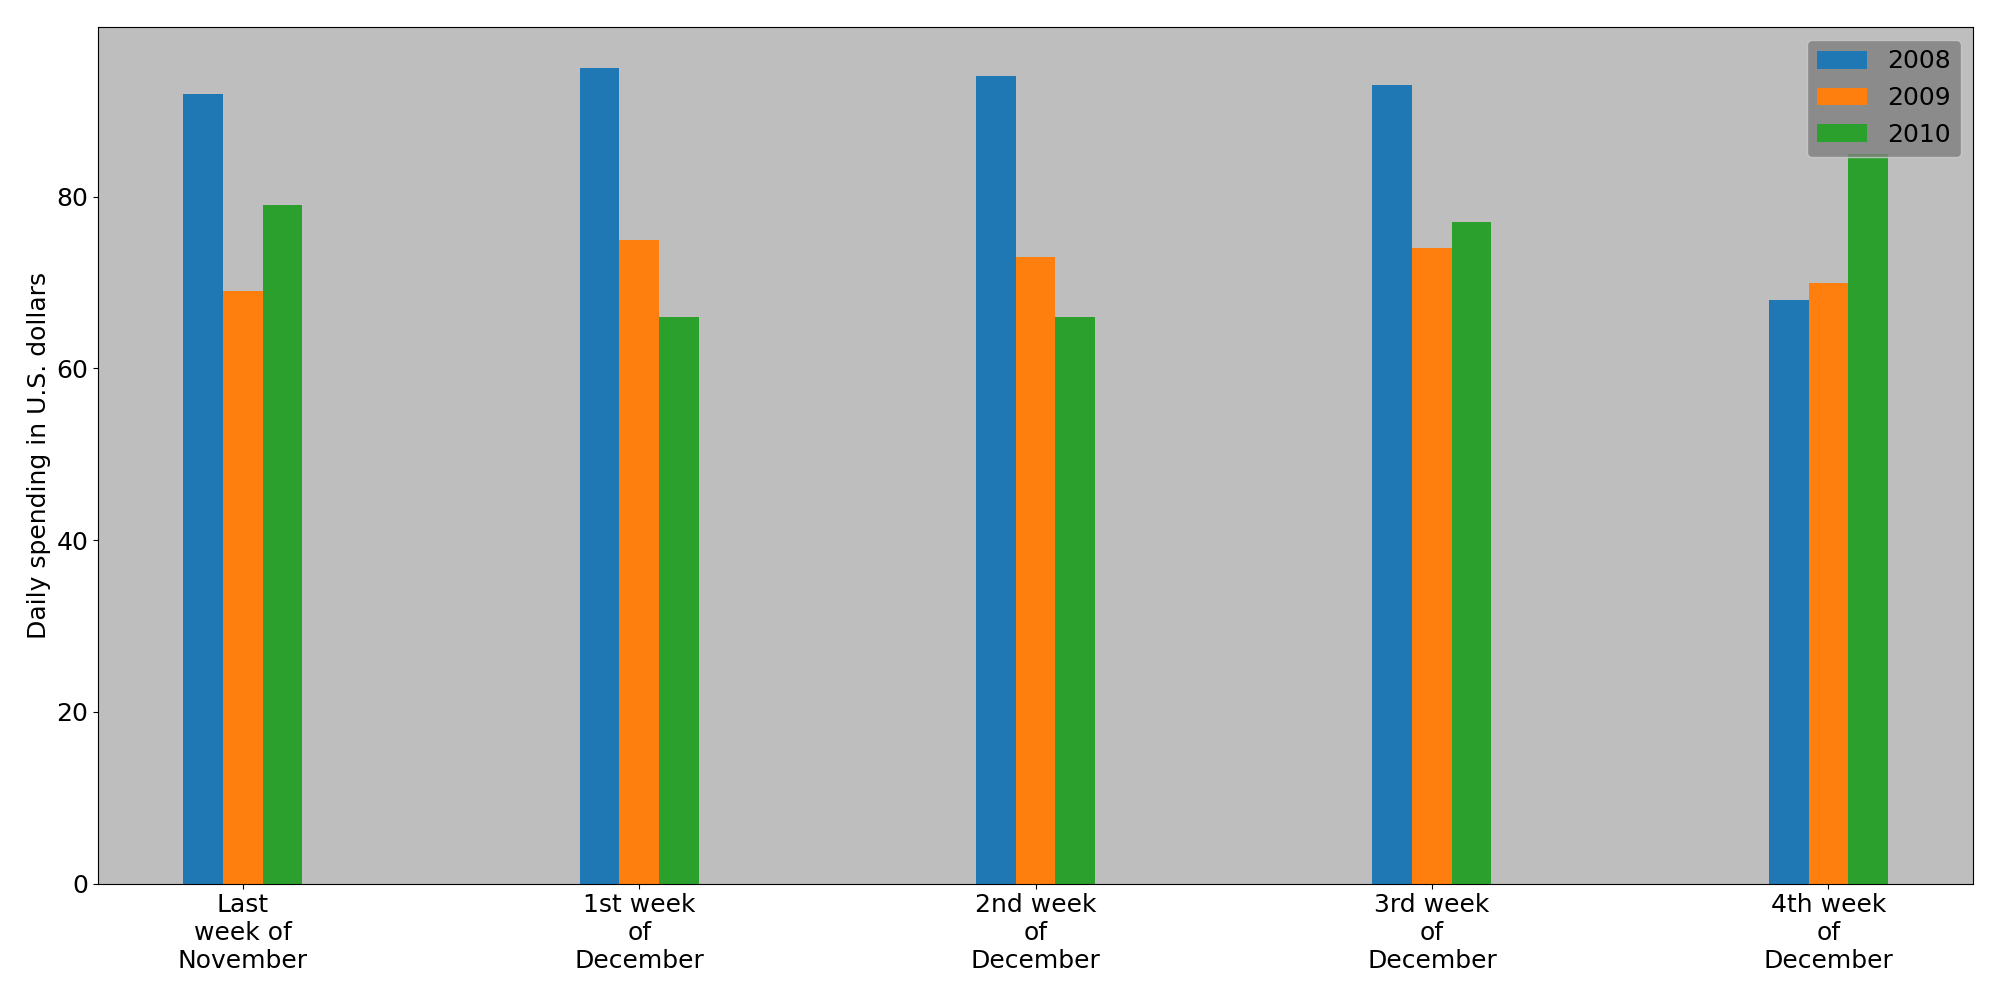 2008
2009
2010
Daily spending in U.S. dollars
80
60
40
20
0
Last
week of
November
1st week
of
December
2nd week
of
December
3rd week
of
December
4th week
of
December